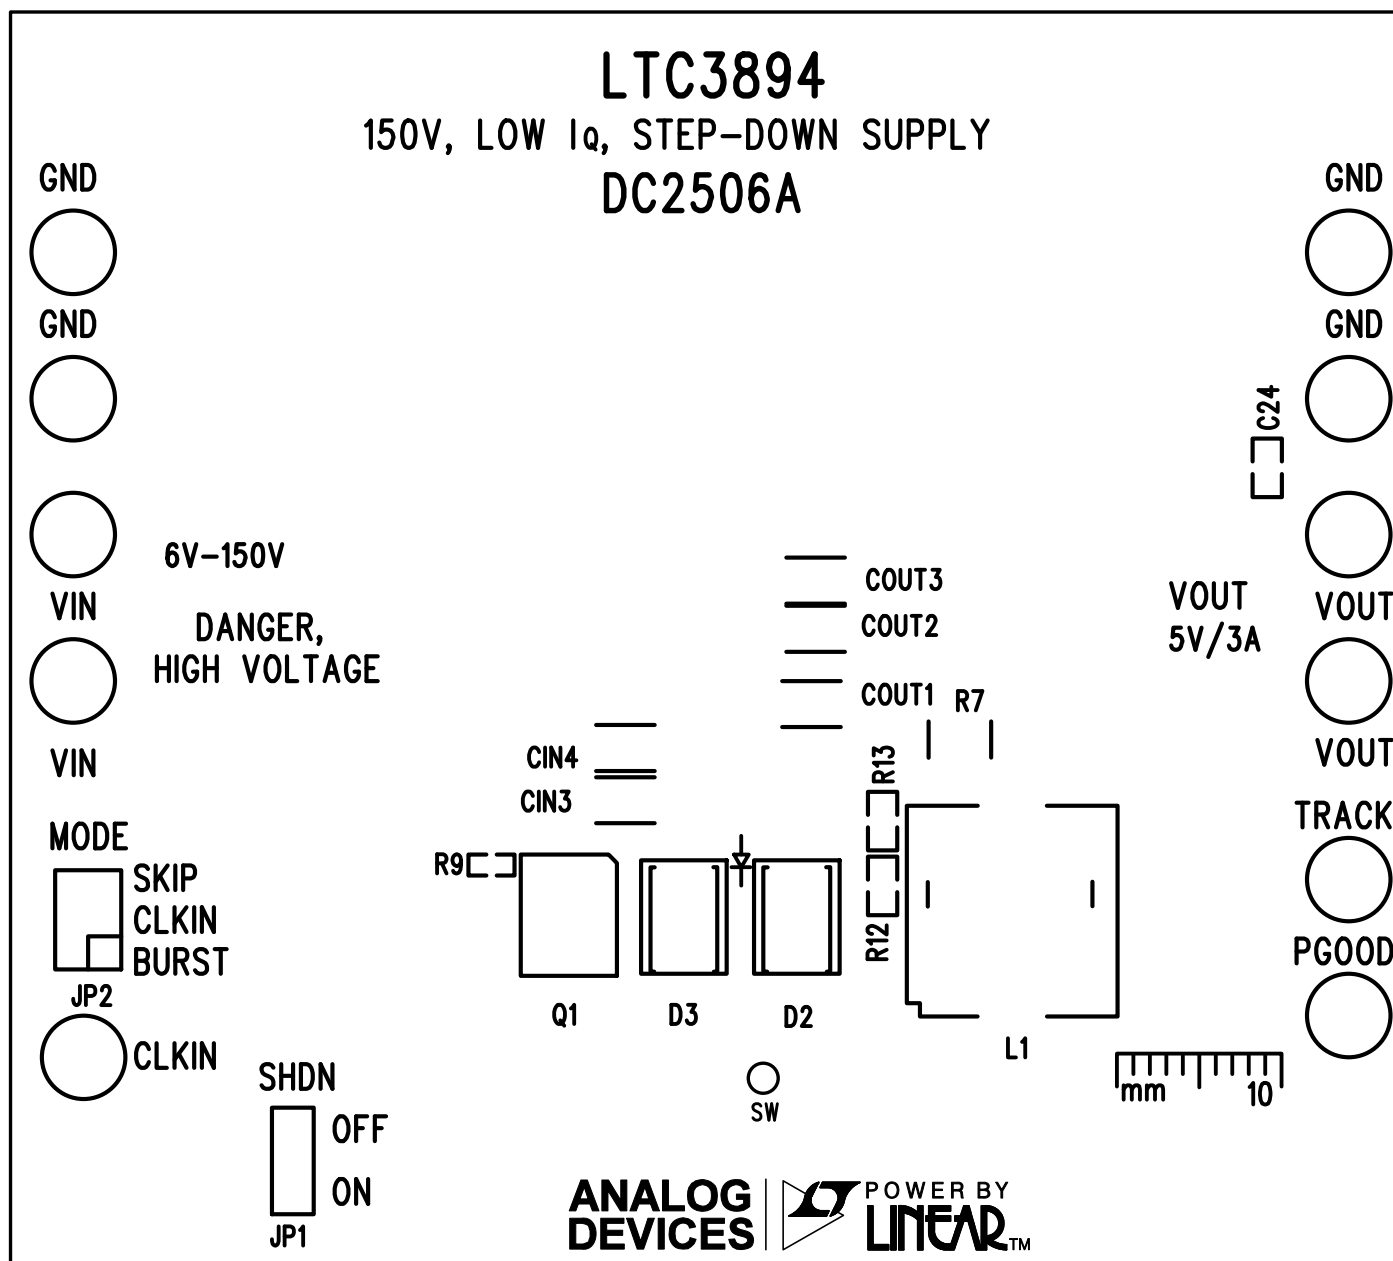 LTC3894
150V, LOW IQ, STEP-DOWN SUPPLY
DC2506A
GND
GND
GND
GND
C24
6V-150V
VIN
DANGER,
HIGH VOLTAGE
VIN
COUT3
COUT2
COUT1
R7
VOUT
5V/3A
VOUT
VOUT
CIN4
CIN3
R13
R9
R12
MODE
SKIP
CLKIN
BURST
JP2
CLKIN
TRACK
PGOOD
Q1
D3
D2
L1
SW
mm 10
SHDN
OFF
ON
JP1
ANALOG
DEVICES
POWER BY
LINEAR™